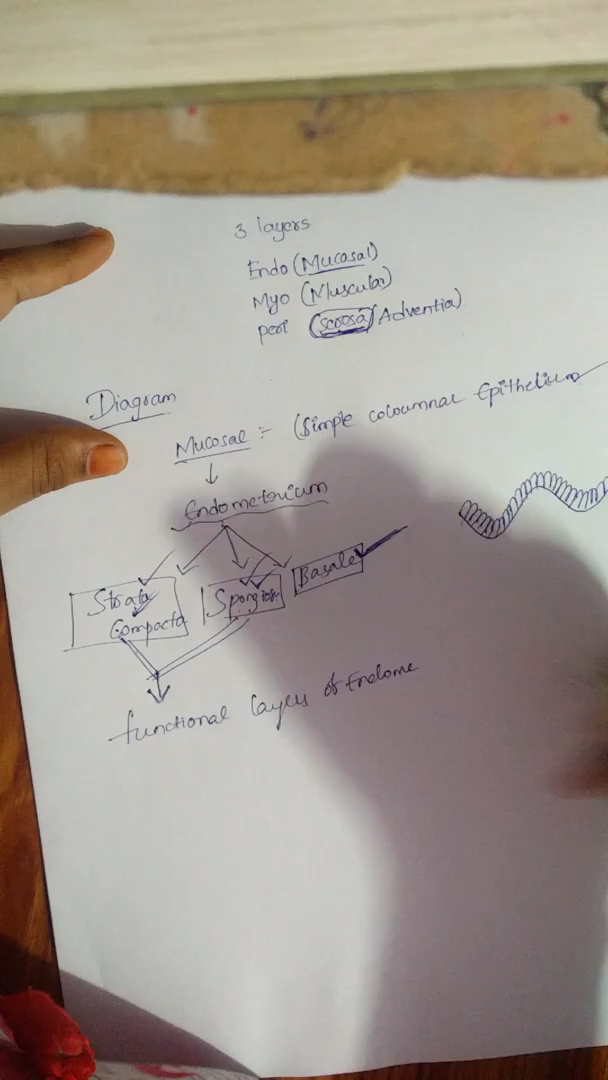 3 layers
Endo (Mucosal)
Myo (Muscular)
peri (Serosa/Adventia)
Diagram
Mucosal :- (Simple coloumnar Epithelium
Endometorium
Strata Compacta
Spongiosa
Basale
functional layers of Endome